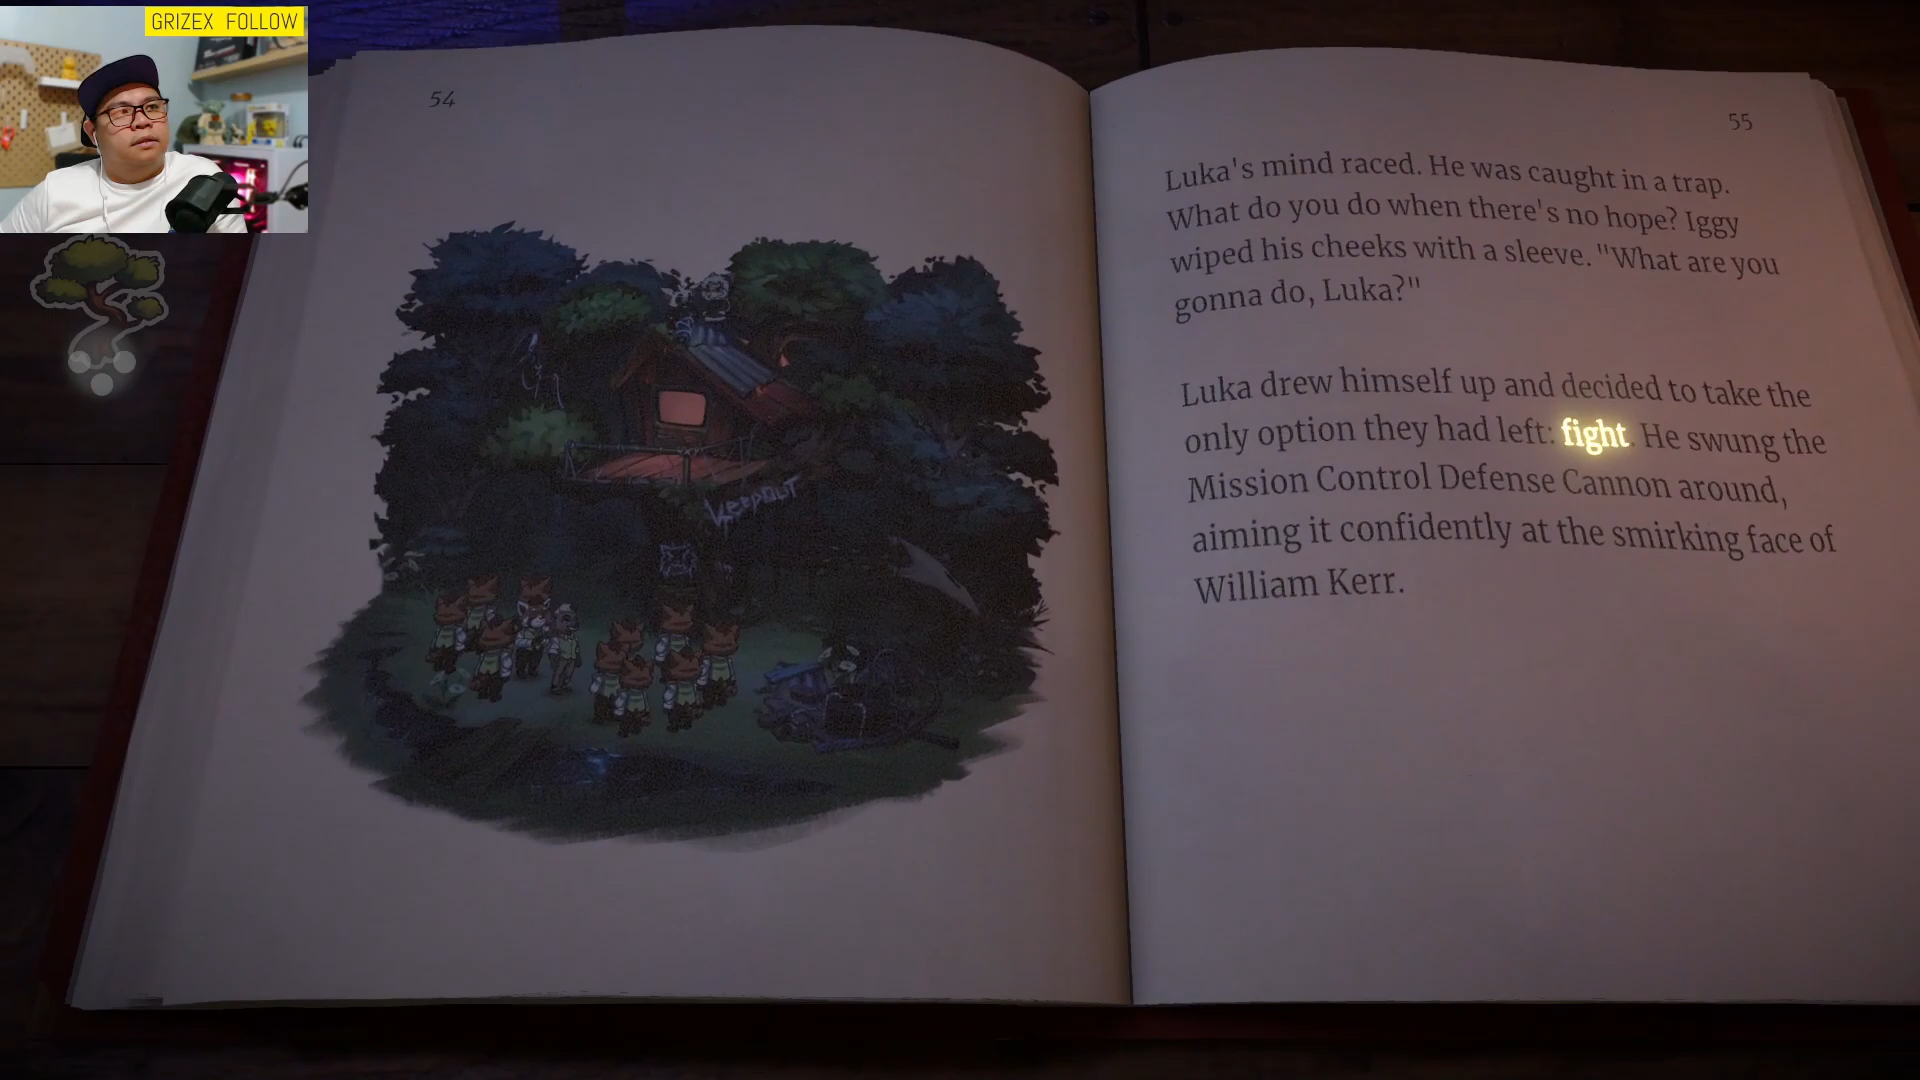 GRIZEX FOLLOW
54
KEEPOUT
55
Luka's mind raced. He was caught in a trap.
What do you do when there's no hope? Iggy
wiped his cheeks with a sleeve. "What are you
gonna do, Luka?"
Luka drew himself up and decided to take the
only option they had left: fight. He swung the
Mission Control Defense Cannon around,
aiming it confidently at the smirking face of
William Kerr.